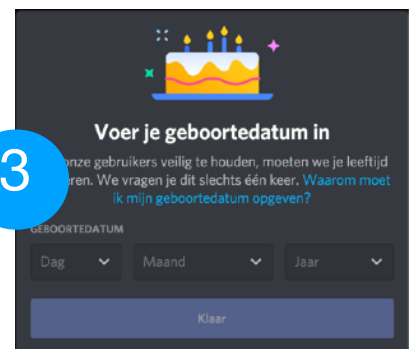 Voer je geboortedatum in
onze gebruikers veilig te houden, moeten we je leeftijd
3
eren. We vragen je dit slechts één keer. Waarom moet
ik mijn geboortedatum opgeven?
GEBOORTEDATUM
Dag Maand Jaar
Klaar